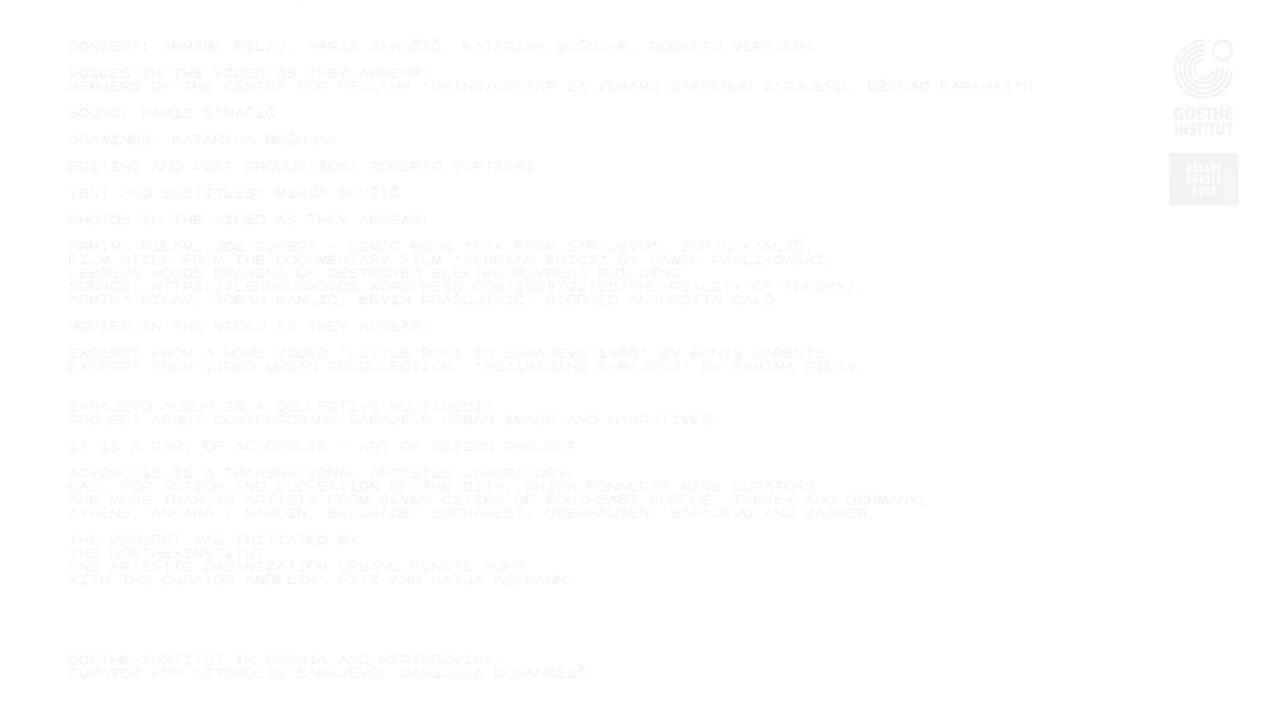 CONCEPT: ARMINA PILAV, HARIS SAHAČIĆ, KATARINA BOŠNJAK, ROBERTO VERTIERI
VOICES IN THE VIDEO AS THEY APPEAR:
MEMBERS OF THE CENTER FOR HEALTHY AGAING/CENTAR ZA ZDRAVO STARENJE SARAJEVO, DŽEVAD KARAHASAN
SOUND: HARIS SAHAČIĆ
DRAWINGS: KATARINA BOŠNJAK
EDITING AND POST PRODUCTION: ROBERTO VERTIERI
TEXT AND SUBTITLES: MIRZA SPUŽIĆ
PHOTOS IN THE VIDEO AS THEY APPEAR:
ARMINA PILAV, JOE CUBERT - COMIC BOOK "FAX FROM SARAJEVO", ZORAN KANLIĆ,
FILM STILL FROM THE DOCUMENTARY FILM "SERBIAN EPICS" BY PAWEL PAWLIKOWSKI,
LEBBEUS WOODS DRAWING OF DESTROYED ELEKTROPRIVREDA BUILDING
SOURCE: HTTPS://LEBBEUSWOODS.WORDPRESS.COM/2008/02/06/THE-REALITY-OF-THEORY/,
ARMINA PILAV, ZORAN KANLIĆ, ERVIN PRAŠLJIVIĆ, GIORGIO ANDREOTTA CALÒ
MOVIES IN THE VIDEO AS THEY APPEAR:
EXCERPT FROM A HOME VIDEO "LITTLE RONI IN SARAJEVO 1986" BY RONIS PARENTS,
EXCERPT FROM VIDEO URBAN RECOLLECTION, "REAIMAGING SARAJEVO" BY ARMINA PILAV,
SARAJEVO ALBUM IS A COLLECTIVE MULTIMEDIA
PROJECT ABOUT CONTEMPORARY SARAJEVO URBAN IMAGE AND NARRATIVES.
IT IS A PART OF ACTOPOLIS - ART OF ACTION PROJECT
ACTOPOLIS IS A TRANSNATIONAL ARTISTIC LABORATORY,
CALL FOR ACTION AND COCREATION OF THE CITY, WHICH CONNECTS NINE CURATORS
AND MORE THAN 40 ARTISTS FROM SEVEN CITIES OF SOUTHEAST EUROPE, TURKEY AND GERMANY:
ATHENS, ANKARA / MARDIN, BELGRADE, BUCHAREST, OBERHAUSEN, SARAJEVO AND ZAGREB.
THE PROJECT WAS INITIATED BY
THE GOETHE-INSTITUT
AND ARTISTIC ORGANIZATION URBANE KÜNSTE RUHR
WITH THE CURATOR ANGELIKA FITZ AND KATJA ASSMANN.
GOETHE-INSTITUT IN BOSNIA AND HERZEGOVINA.
CURATOR FOR ACTOPOLIS SARAJEVO: DANIJELA DUGANDŽIĆ
GOETHE
INSTITUT
URBANE
KÜNSTE
RUHR